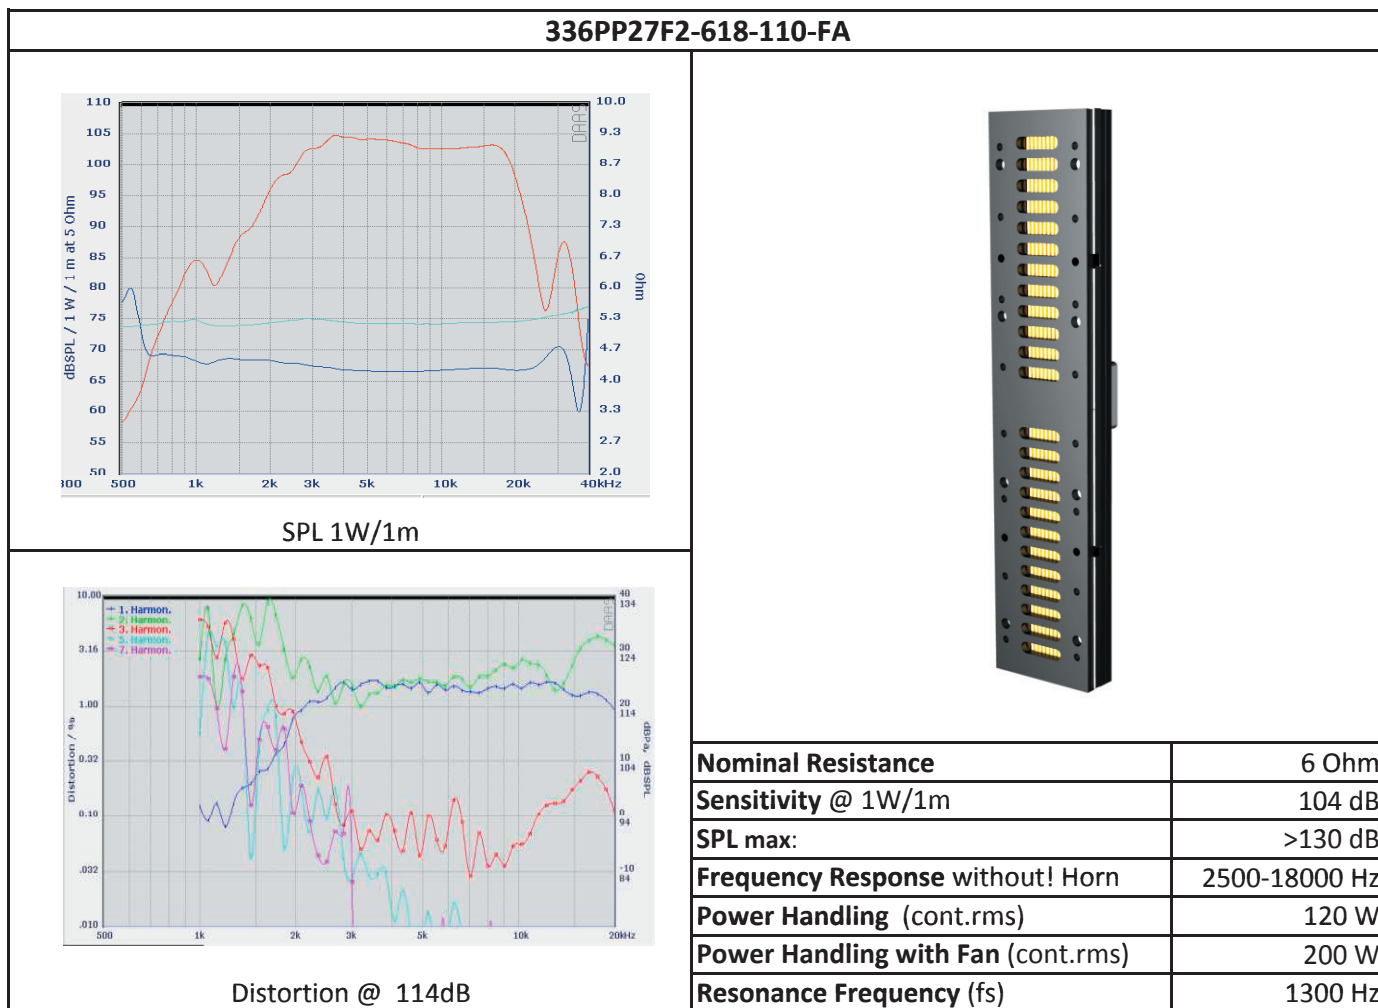 336PP27F2-618-110-FA
110
105
100
95
90
85
80
75
70
65
60
55
50
dBSPL / 1 W / 1 m at 5 Ohm
10.0
9.3
8.7
8.0
7.3
6.7
6.0
5.3
4.7
4.0
3.3
2.7
2.0
Ohm
DAAS
300 500 1k 2k 3k 5k 10k 20k 40kHz
SPL 1W/1m
10.00
3.16
1.00
0.32
0.10
.032
.010
Distortion / %
1. Harmon.
2. Harmon.
3. Harmon.
5. Harmon.
7. Harmon.
40
134
30
124
20
114
10
104
0
94
-10
84
dBPa, dBSPL
DAAS
500 1k 2k 3k 5k 10k 20kHz
Distortion @ 114dB
Nominal Resistance 6 Ohm
Sensitivity @ 1W/1m 104 dB
SPL max: >130 dB
Frequency Response without! Horn 2500-18000 Hz
Power Handling (cont.rms) 120 W
Power Handling with Fan (cont.rms) 200 W
Resonance Frequency (fs) 1300 Hz